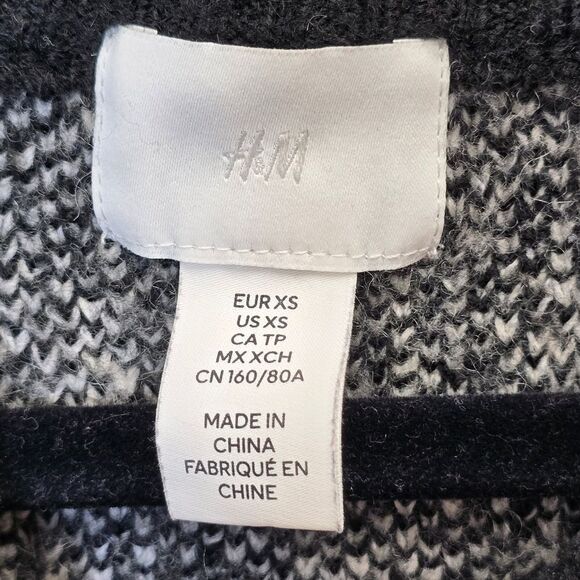 H&M
EUR XS
US XS
CA TP
MX XCH
CN 160/80A
MADE IN
CHINA
FABRIQUÉ EN
CHINE